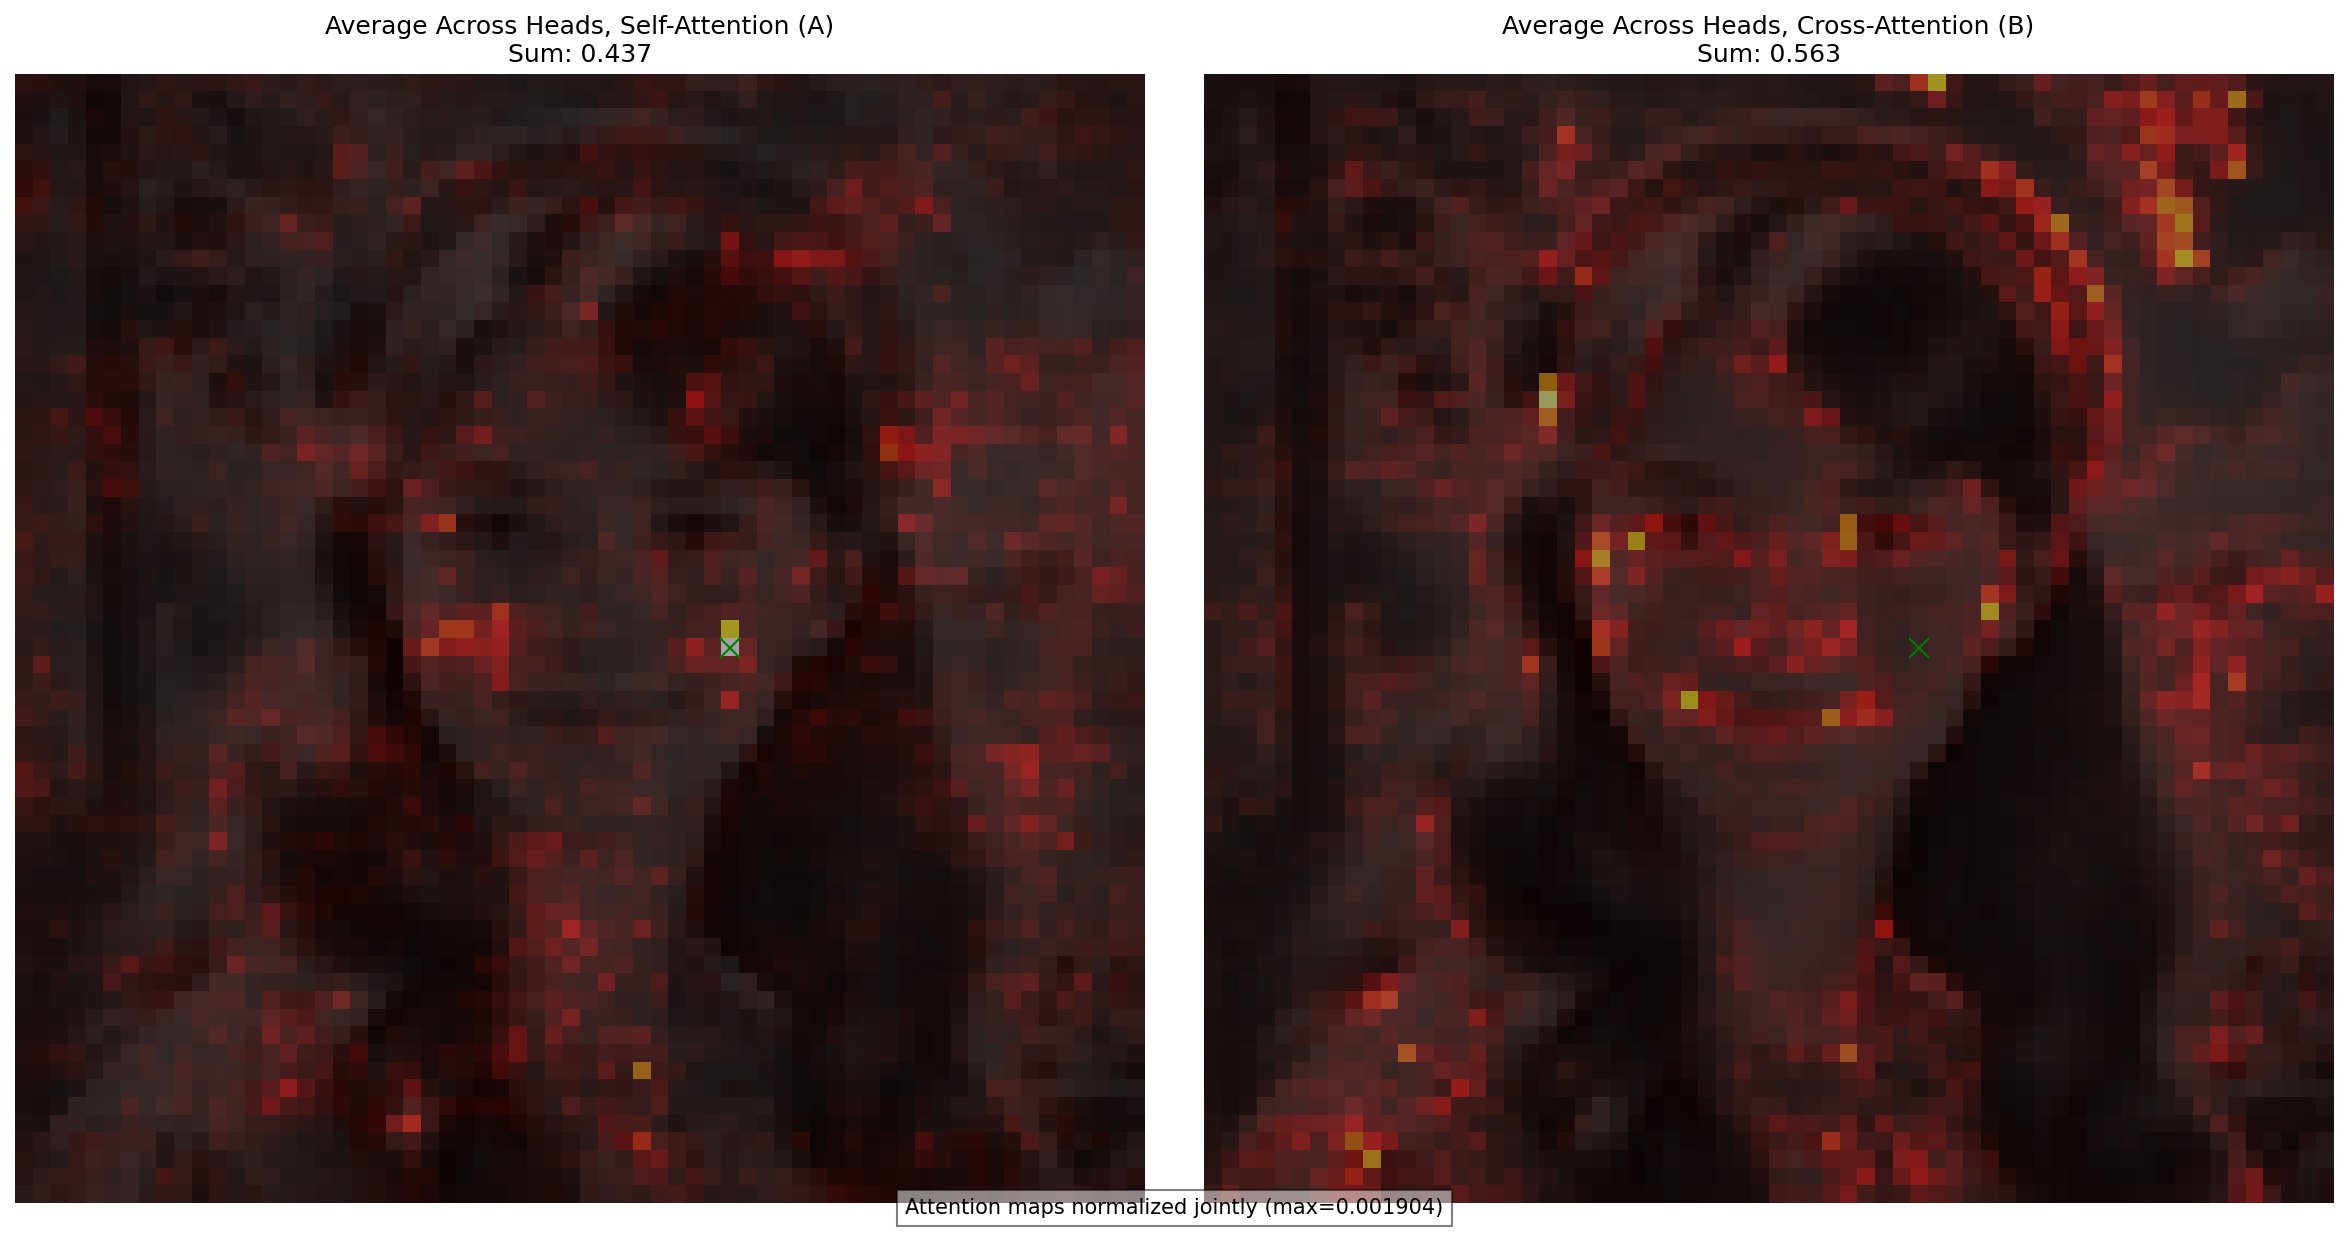 Average Across Heads, Self-Attention (A)
Sum: 0.437
Average Across Heads, Cross-Attention (B)
Sum: 0.563
Attention maps normalized jointly (max=0.001904)